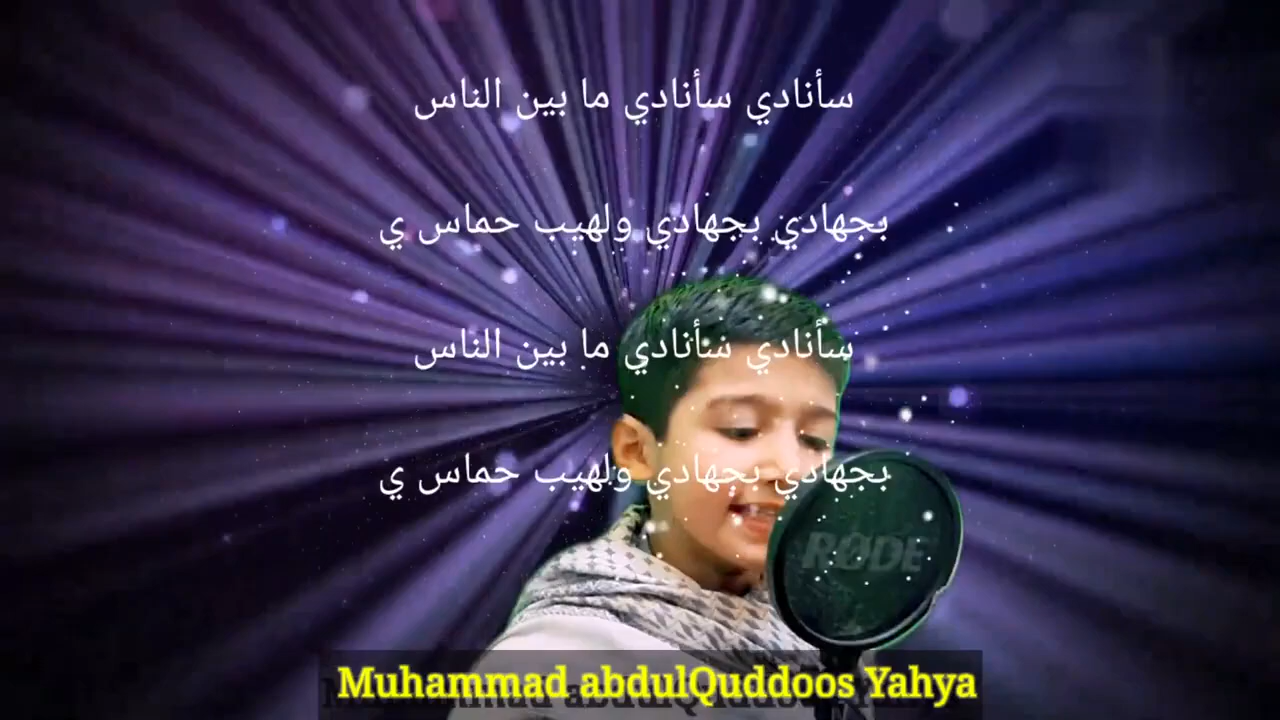 سأنادي سأنادي ما بين الناس
بجهادي بجهادي ولهيب حماس ي
سأنادي سأنادي ما بين الناس
بجهادي بجهادي ولهيب حماس ي
RØDE
Muhammad abdulQuddoos Yahya